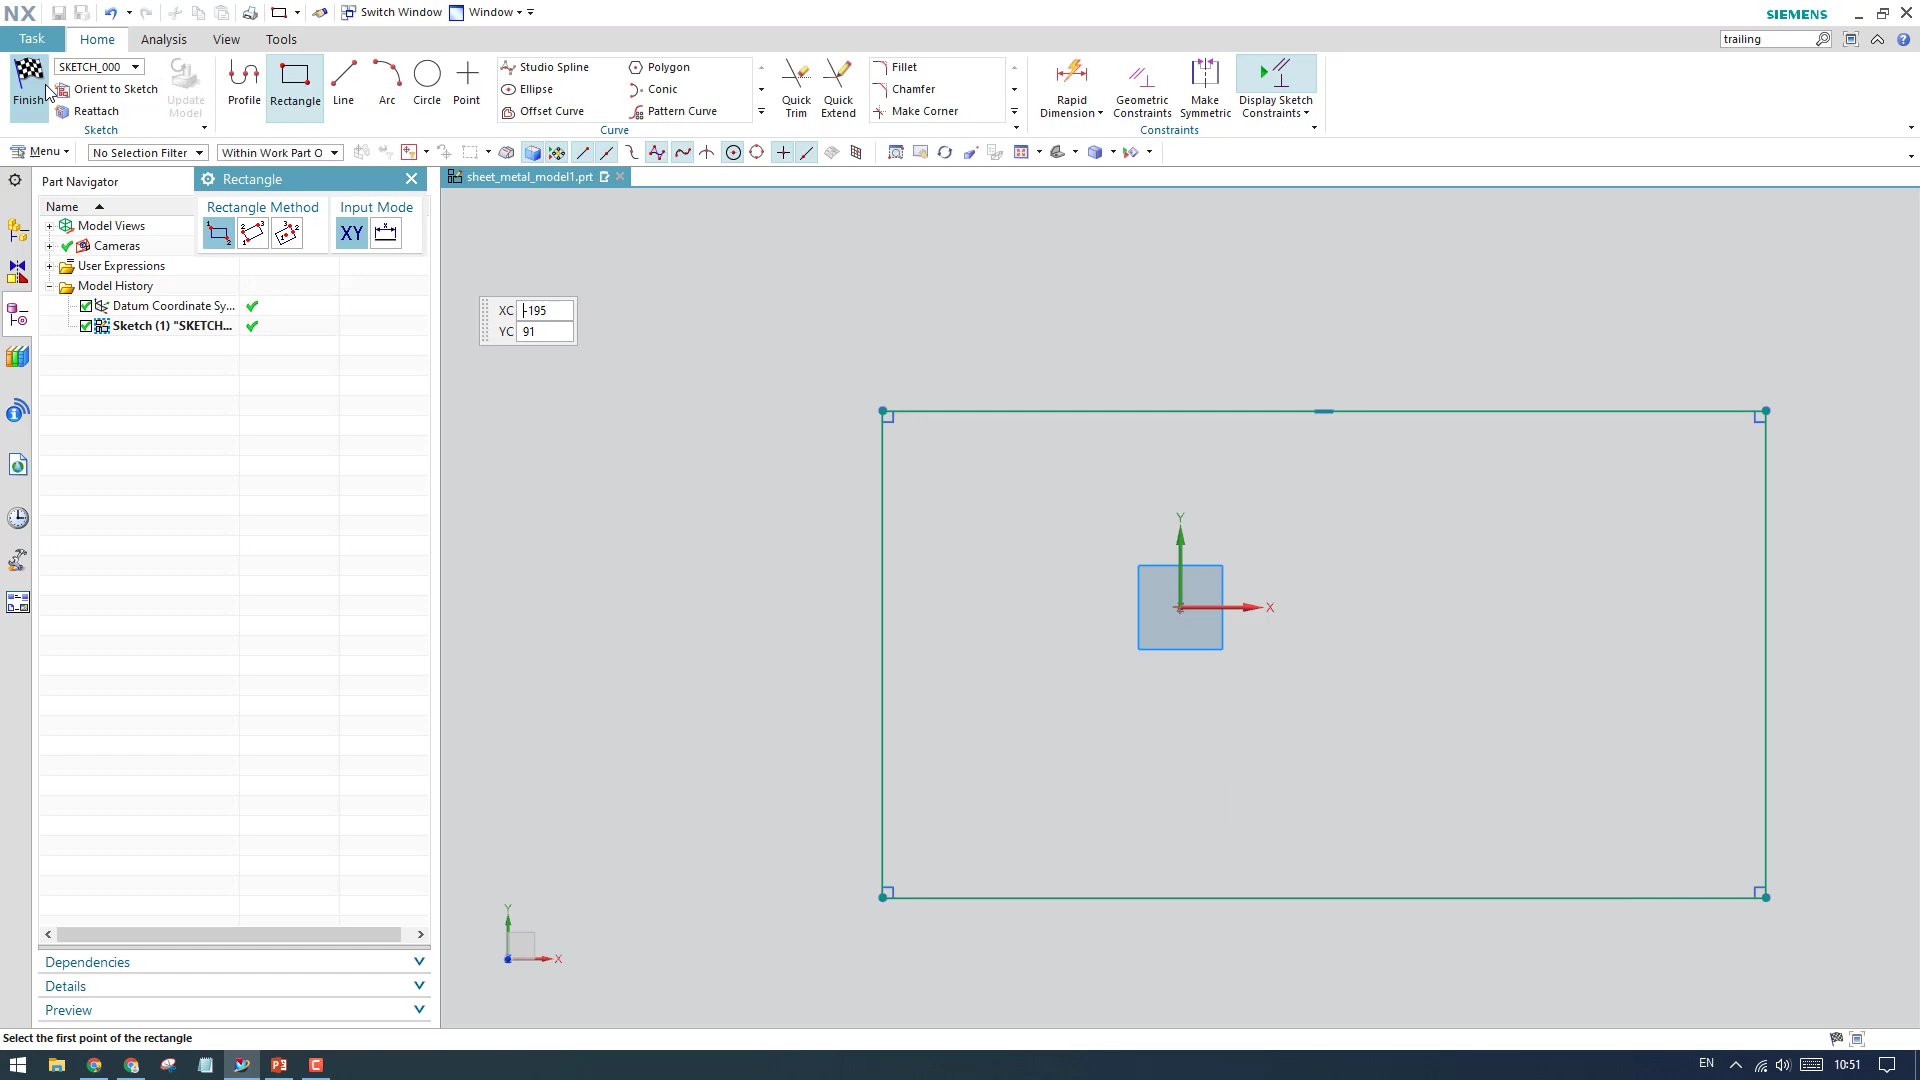 NX Switch Window Window SIEMENS
Task Home Analysis View Tools trailing
Finish SKETCH_000 Orient to Sketch Reattach Update Model Sketch
Profile Rectangle Line Arc Circle Point
Studio Spline Polygon
Ellipse Conic
Offset Curve Pattern Curve
Curve
Quick Trim Quick Extend
Fillet
Chamfer
Make Corner
Rapid Dimension Geometric Constraints Make Symmetric Display Sketch Constraints
Constraints
Menu No Selection Filter Within Work Part O
Part Navigator Rectangle sheet_metal_model1.prt
Name Rectangle Method Input Mode
XY
Model Views
Cameras
User Expressions
Model History
Datum Coordinate Sy...
Sketch (1) "SKETCH...
XC -195
YC 91
Y
X
Y
X
Dependencies
Details
Preview
Select the first point of the rectangle
EN 10:51